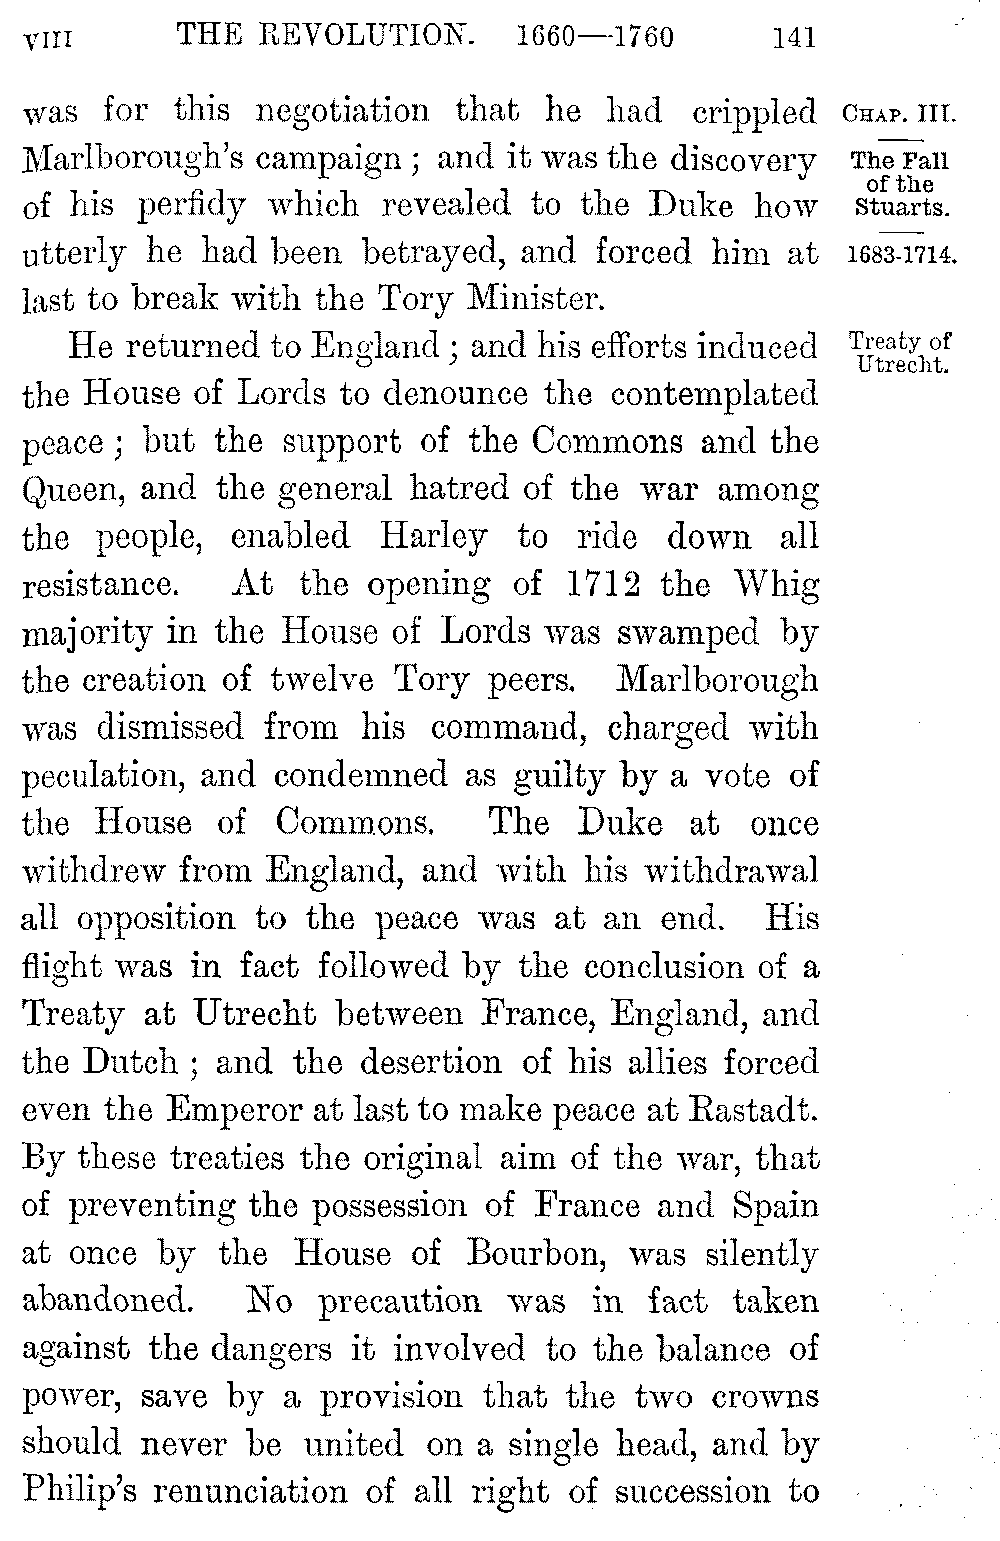 VIII THE REVOLUTION. 1660—1760 141
was for this negotiation that he had crippled
Marlborough's campaign ; and it was the discovery
of his perfidy which revealed to the Duke how
utterly he had been betrayed, and forced him at
last to break with the Tory Minister.
CHAP. III.
The Fall
of the
Stuarts.
1683-1714.
He returned to England ; and his efforts induced
the House of Lords to denounce the contemplated
peace ; but the support of the Commons and the
Queen, and the general hatred of the war among
the people, enabled Harley to ride down all
resistance. At the opening of 1712 the Whig
majority in the House of Lords was swamped by
the creation of twelve Tory peers. Marlborough
was dismissed from his command, charged with
peculation, and condemned as guilty by a vote of
the House of Commons. The Duke at once
withdrew from England, and with his withdrawal
all opposition to the peace was at an end. His
flight was in fact followed by the conclusion of a
Treaty at Utrecht between France, England, and
the Dutch ; and the desertion of his allies forced
even the Emperor at last to make peace at Rastadt.
By these treaties the original aim of the war, that
of preventing the possession of France and Spain
at once by the House of Bourbon, was silently
abandoned. No precaution was in fact taken
against the dangers it involved to the balance of
power, save by a provision that the two crowns
should never be united on a single head, and by
Philip's renunciation of all right of succession to
Treaty of
Utrecht.